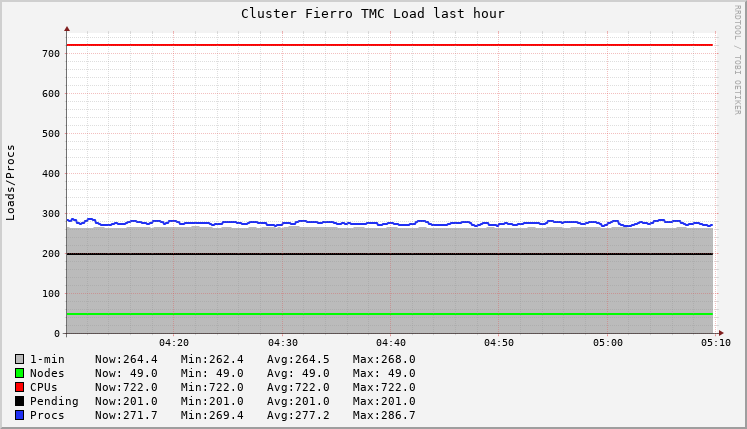 Cluster Fierro TMC Load last hour
RRDTOOL / TOBI OETIKER
Loads/Procs
700
600
500
400
300
200
100
0
04:20 04:30 04:40 04:50 05:00 05:10
1-min Now:264.4 Min:262.4 Avg:264.5 Max:268.0
Nodes Now: 49.0 Min: 49.0 Avg: 49.0 Max: 49.0
CPUs Now:722.0 Min:722.0 Avg:722.0 Max:722.0
Pending Now:201.0 Min:201.0 Avg:201.0 Max:201.0
Procs Now:271.7 Min:269.4 Avg:277.2 Max:286.7